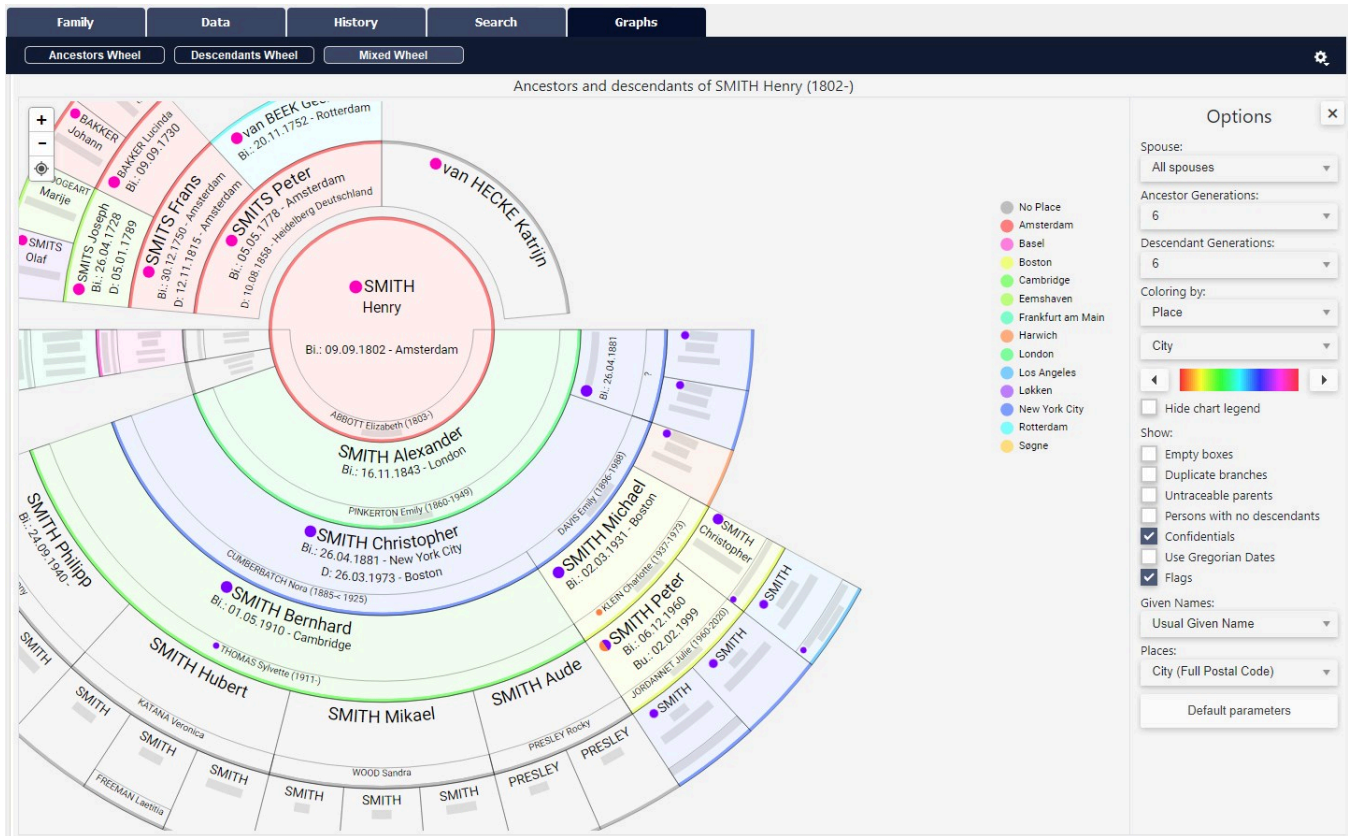 Family
Data
History
Search
Graphs
Ancestors Wheel
Descendants Wheel
Mixed Wheel
Ancestors and descendants of SMITH Henry (1802-)
+
−
BAKKER
Johann
BAKKER Lucinda
Bi.: 09.09.1730
van BEEK
Bi.: 20.11.1752 - Rotterdam
Marije
SMITS
Olaf
SMITS Joseph
Bi.: 26.04.1728
D: 05.01.1789
SMITS Frans
Bi.: 30.12.1750 - Amsterdam
D: 12.11.1815 - Amsterdam
SMITS Peter
Bi.: 05.05.1778 - Amsterdam
D: 10.08.1858 - Heidelberg Deutschland
van HECKE Katrijn
SMITH
Henry
Bi.: 09.09.1802 - Amsterdam
ABBOTT Elizabeth (1803-)
SMITH Alexander
Bi.: 16.11.1843 - London
PINKERTON Emily (1860-1949)
Bi.: 26.04.1881
?
SMITH Christopher
Bi.: 26.04.1881 - New York City
D: 26.03.1973 - Boston
CUMBERBATCH Nora (1885-< 1925)
DAVIS Emily (1896-1988)
SMITH Bernhard
Bi.: 01.05.1910 - Cambridge
THOMAS Sylvette (1911-)
SMITH Michael
Bi.: 02.03.1931 - Boston
KLEIN Charlotte (1937-1973)
SMITH Peter
Bi.: 06.12.1960
Bu.: 02.02.1999
JORDANNET Julie (1960-2020)
SMITH
Christopher
SMITH
SMITH
SMITH
SMITH Philipp
Bi.: 24.09.1940 -
SMITH Hubert
KATANA Veronica
SMITH Mikael
WOOD Sandra
SMITH Aude
PRESLEY Rocky
SMITH
SMITH
FREEMAN Laetitia
SMITH
SMITH
SMITH
SMITH
PRESLEY
PRESLEY
No Place
Amsterdam
Basel
Boston
Cambridge
Eemshaven
Frankfurt am Main
Harwich
London
Los Angeles
Løkken
New York City
Rotterdam
Søgne
Options
Spouse:
All spouses
Ancestor Generations:
6
Descendant Generations:
6
Coloring by:
Place
City
Hide chart legend
Show:
Empty boxes
Duplicate branches
Untraceable parents
Persons with no descendants
Confidentials
Use Gregorian Dates
Flags
Given Names:
Usual Given Name
Places:
City (Full Postal Code)
Default parameters